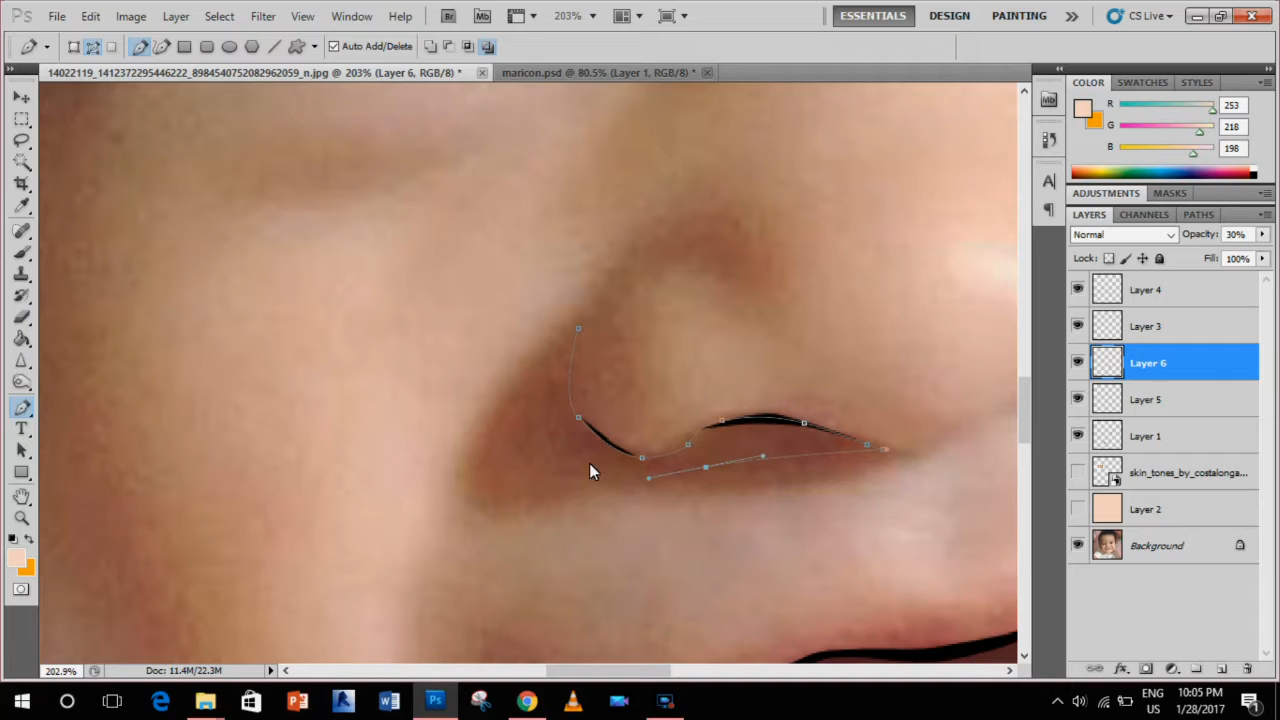 Ps File Edit Image Layer Select Filter View Window Help Br Mb 203% ESSENTIALS DESIGN PAINTING CS Live
Auto Add/Delete
14022119_1412372295446222_8984540752082962059_n.jpg @ 203% (Layer 6, RGB/8) * maricon.psd @ 80.5% (Layer 1, RGB/8) *
COLOR SWATCHES STYLES
Mb
R 253
G 218
B 198
A
ADJUSTMENTS MASKS
LAYERS CHANNELS PATHS
Normal Opacity: 30%
Lock: Fill: 100%
Layer 4
Layer 3
Layer 6
Layer 5
Layer 1
skin_tones_by_costalonga...
Layer 2
Background
T
202.9% Doc: 11.4M/22.3M
fx
ENG 10:05 PM
US 1/28/2017